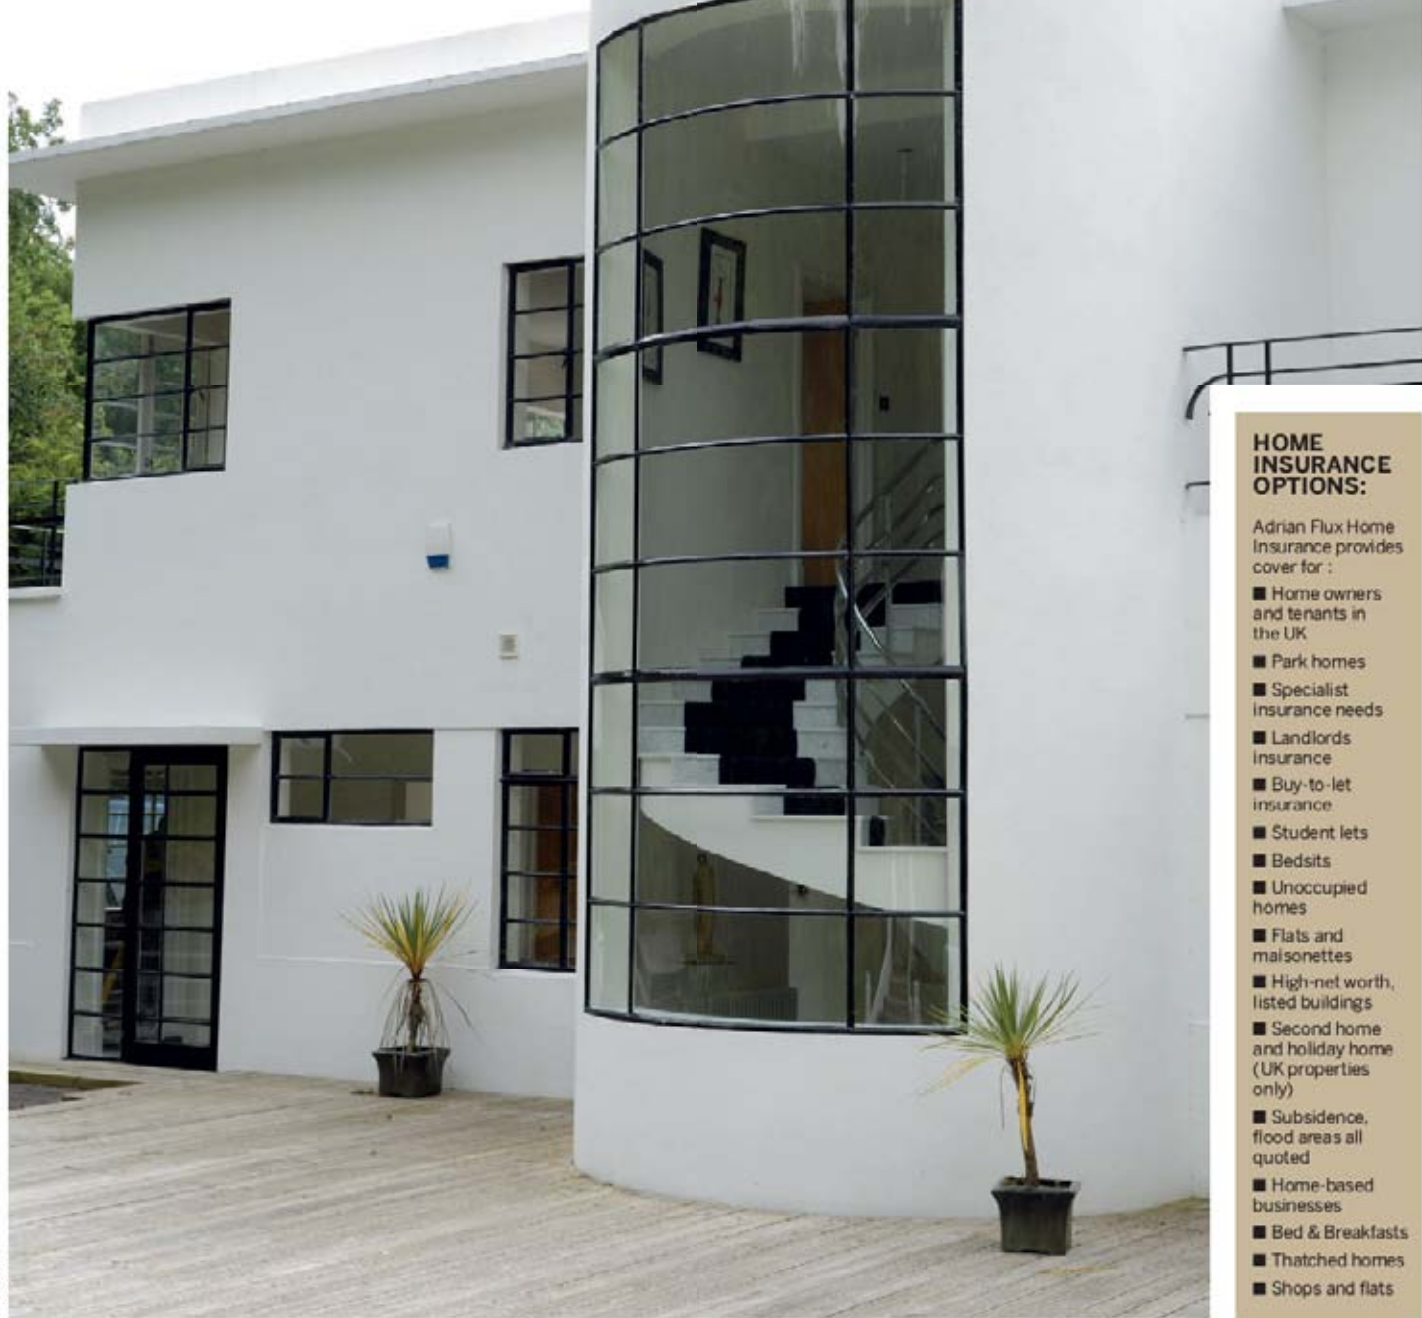 HOME
INSURANCE
OPTIONS:
Adrian Flux Home
Insurance provides
cover for :
■ Home owners
and tenants in
the UK
■ Park homes
■ Specialist
insurance needs
■ Landlords
insurance
■ Buy-to-let
insurance
■ Student lets
■ Bedsits
■ Unoccupied
homes
■ Flats and
maisonettes
■ High-net worth,
listed buildings
■ Second home
and holiday home
(UK properties
only)
■ Subsidence,
flood areas all
quoted
■ Home-based
businesses
■ Bed & Breakfasts
■ Thatched homes
■ Shops and flats